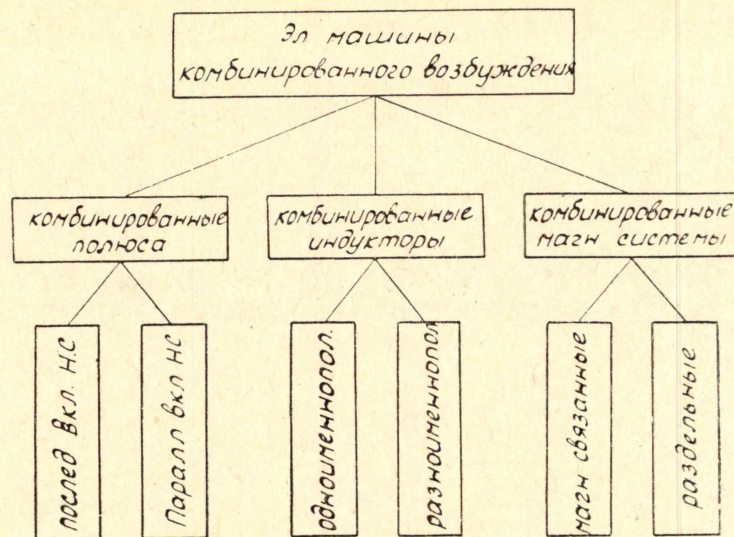 Эл машины
комбинированного возбуждения
комбинированные
полюса
комбинированные
индукторы
комбинированные
магн системы
послед вкл. Н.С
Паралл вкл НС
одноименнопол.
разноименнопол
магн связанные
раздельные